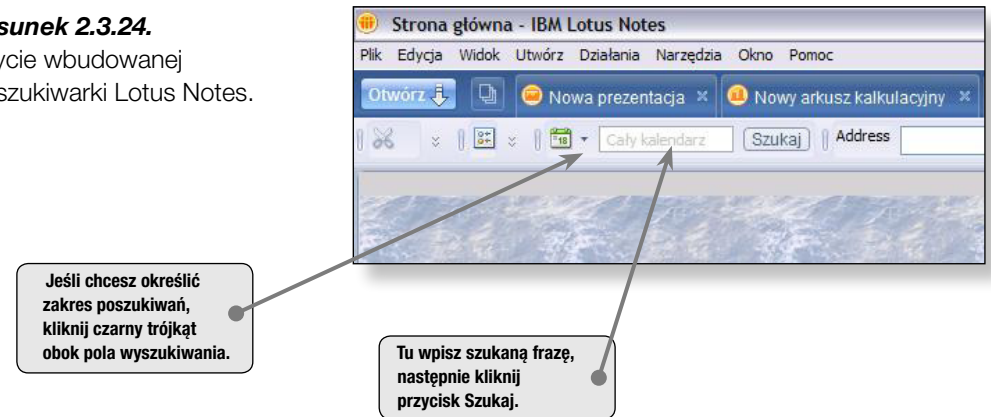 sunek 2.3.24.
ycie wbudowanej
szukiwarki Lotus Notes.
Strona główna - IBM Lotus Notes
Plik Edycja Widok Utwórz Działania Narzędzia Okno Pomoc
Otwórz Nowa prezentacja × Nowy arkusz kalkulacyjny ×
18 Cały kalendarz Szukaj Address
Jeśli chcesz określić
zakres poszukiwań,
kliknij czarny trójkąt
obok pola wyszukiwania.
Tu wpisz szukaną frazę,
następnie kliknij
przycisk Szukaj.